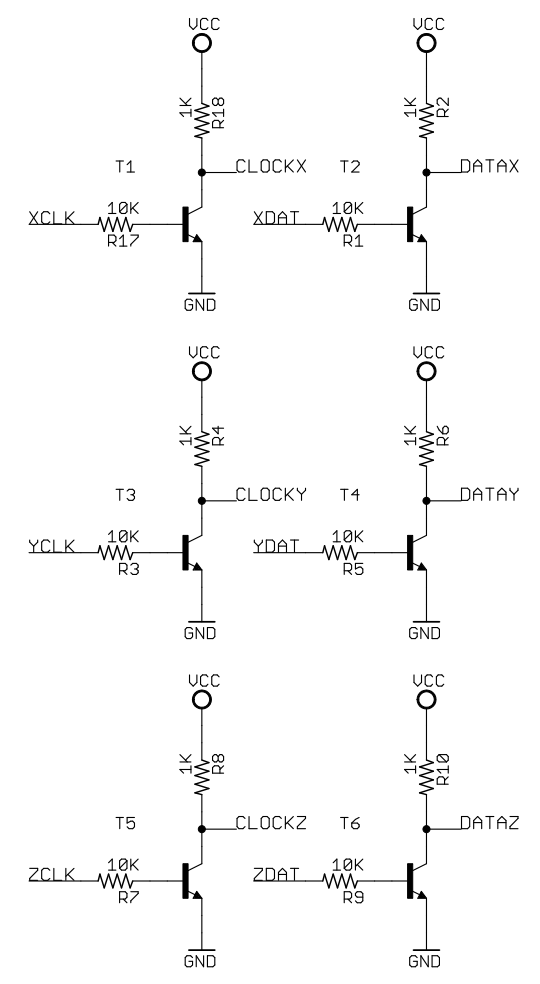 VCC
VCC
1K
R18
1K
R2
T1
CLOCKX
T2
DATAX
XCLK
10K
R17
XDAT
10K
R1
GND
GND
VCC
VCC
1K
R4
1K
R6
T3
CLOCKY
T4
DATAY
YCLK
10K
R3
YDAT
10K
R5
GND
GND
VCC
VCC
1K
R8
1K
R10
T5
CLOCKZ
T6
DATAZ
ZCLK
10K
R7
ZDAT
10K
R9
GND
GND